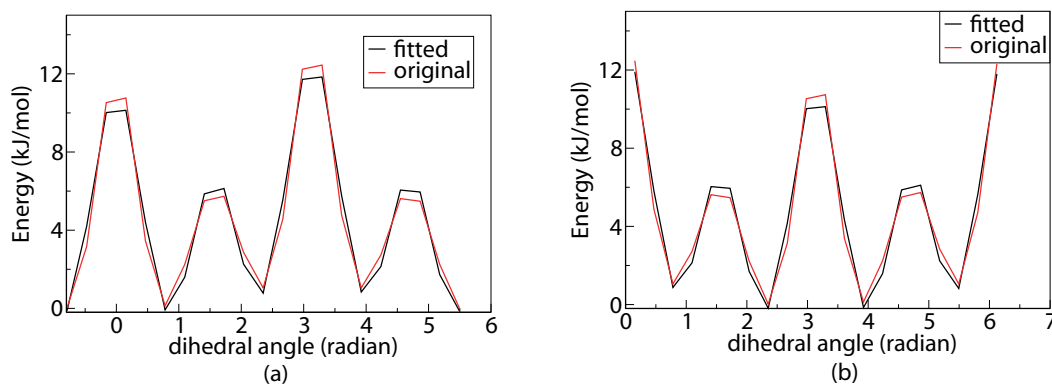 fitted
original
12
8
4
0
Energy (kJ/mol)
0 1 2 3 4 5 6
dihedral angle (radian)
(a)
fitted
original
12
8
4
0
Energy (kJ/mol)
0 1 2 3 4 5 6 7
dihedral angle (radian)
(b)